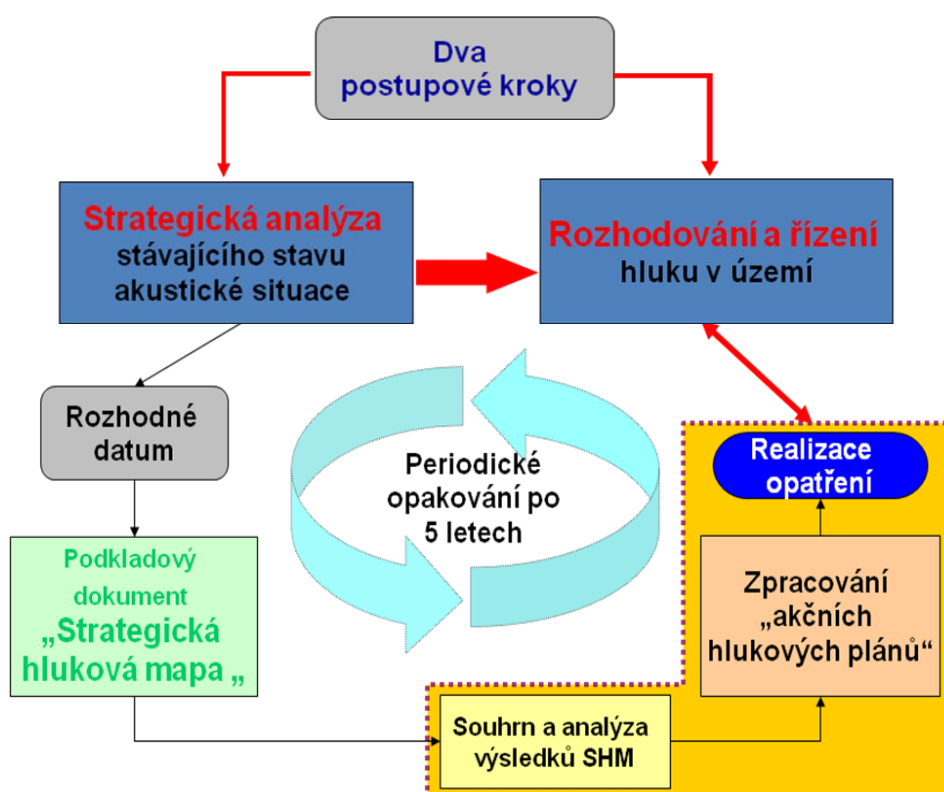 Dva
postupové kroky
Strategická analýza
stávajícího stavu
akustické situace
Rozhodování a řízení
hluku v území
Rozhodné
datum
Periodické
opakování po
5 letech
Realizace
opatření
Podkladový
dokument
„Strategická
hluková mapa „
Zpracování
„akčních
hlukových plánů“
Souhrn a analýza
výsledků SHM